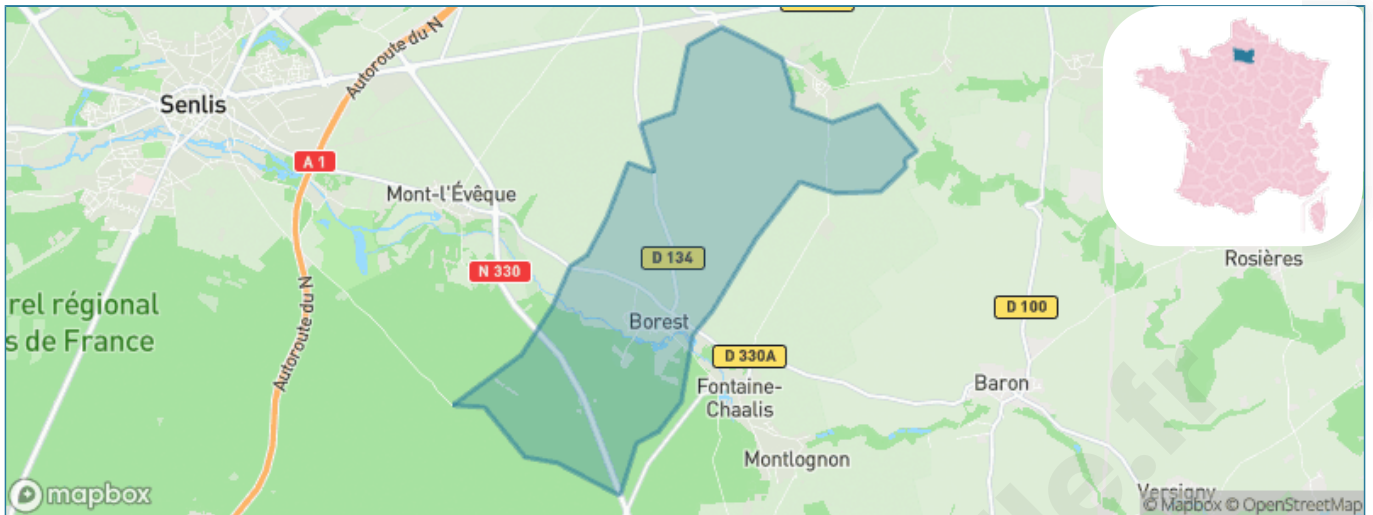 Autoroute du N
Senlis
A 1
Mont-l'Évêque
N 330
D 134
Rosières
rel régional
s de France
Autoroute du N
Borest
D 100
D 330A
Fontaine-
Chaalis
Baron
Montlognon
Versigny
mapbox
© Mapbox © OpenStreetMap